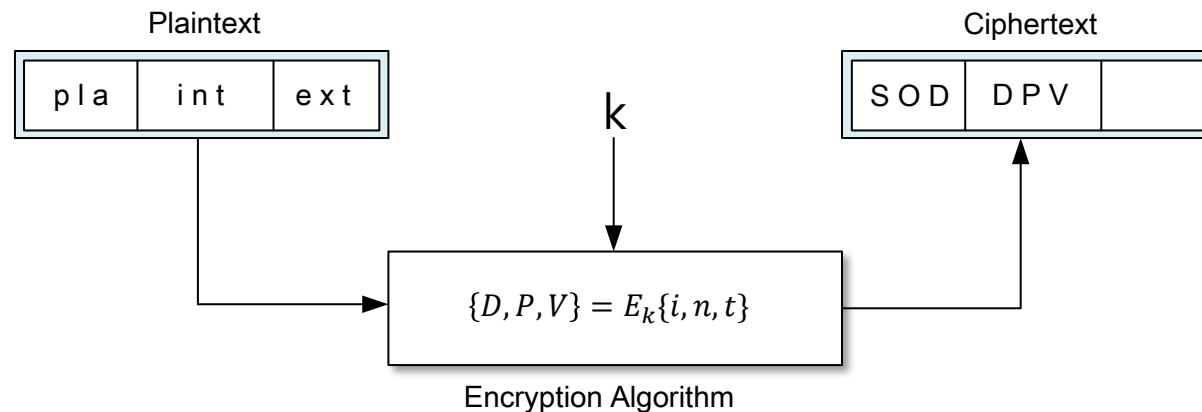 Plaintext
Ciphertext
p l a i n t e x t
k
S O D D P V
{D, P, V} = E_k{i, n, t}
Encryption Algorithm